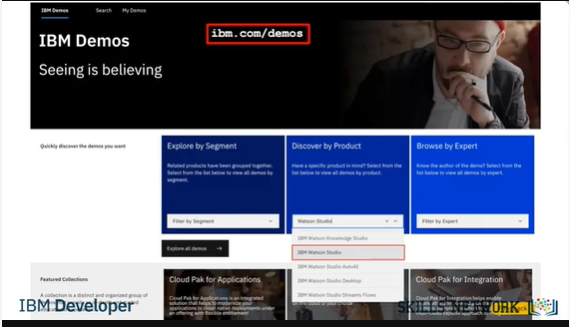 IBM Demos
Search
My Demos
ibm.com/demos
IBM Demos
Seeing is believing
Quickly discover the demos you want
Explore by Segment
Related products have been grouped together.
Select from the list below to view all demos by
segment.
Filter by Segment
Discover by Product
Have a specific product in mind? Select from
the list below to view all demos by product.
Watson Studio
IBM Watson Knowledge Studio
IBM Watson Studio
IBM Watson Studio AutoAI
IBM Watson Studio Desktop
IBM Watson Studio Streams Flows
Browse by Expert
Know the author of the demo? Select from the
list below to view all demos by expert.
Filter by Expert
Explore all demos
Featured Collections
A collection is a distinct and organized group of
Cloud Pak for Applications
Cloud Pak for Applications is an integrated
solution that helps to modernize your
applications to cloud native deployments under
an offering with flexible entitlement
Cloud Pak for Integration
Cloud Pak for Integration helps enable
IBM Developer